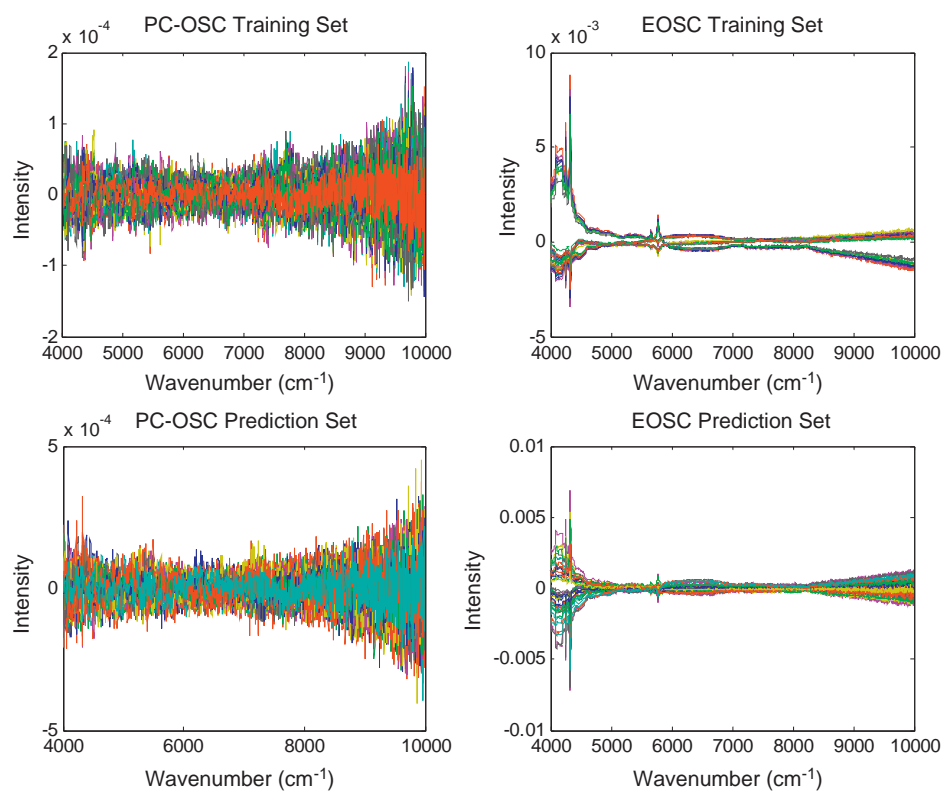 PC-OSC Training Set
x 10⁻⁴
2
1
0
-1
-2
Intensity
4000 5000 6000 7000 8000 9000 10000
Wavenumber (cm⁻¹)
EOSC Training Set
x 10⁻³
10
5
0
-5
Intensity
4000 5000 6000 7000 8000 9000 10000
Wavenumber (cm⁻¹)
PC-OSC Prediction Set
x 10⁻⁴
5
0
-5
Intensity
4000 6000 8000 10000
Wavenumber (cm⁻¹)
EOSC Prediction Set
0.01
0.005
0
-0.005
-0.01
Intensity
4000 5000 6000 7000 8000 9000 10000
Wavenumber (cm⁻¹)